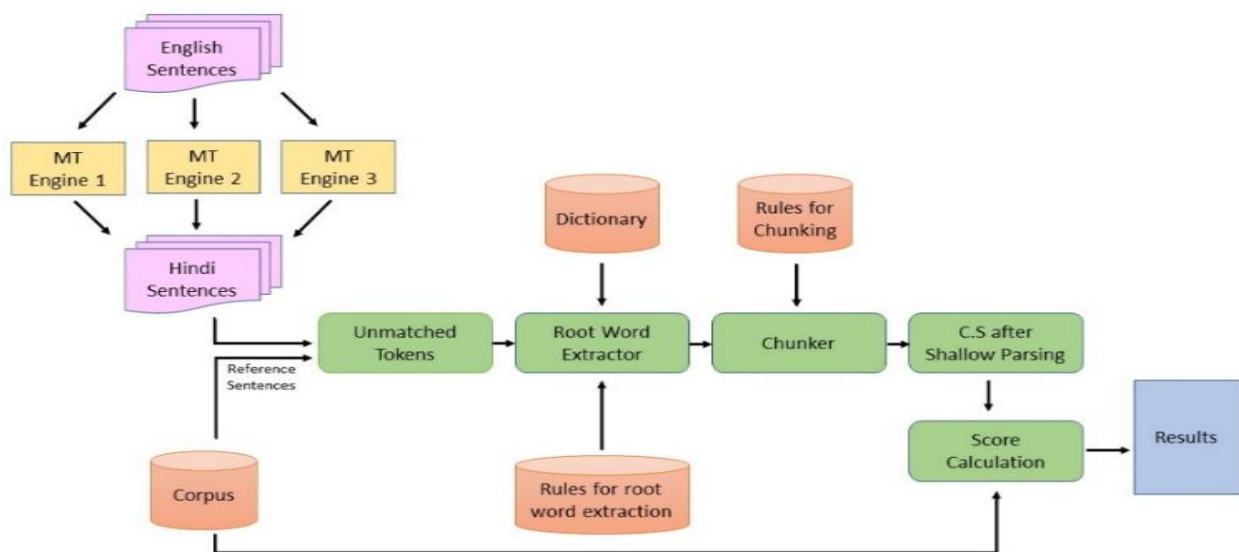 English
Sentences
MT
Engine 1
MT
Engine 2
MT
Engine 3
Hindi
Sentences
Dictionary
Rules for
Chunking
Unmatched
Tokens
Root Word
Extractor
Chunker
C.S after
Shallow Parsing
Reference
Sentences
Corpus
Rules for root
word extraction
Score
Calculation
Results